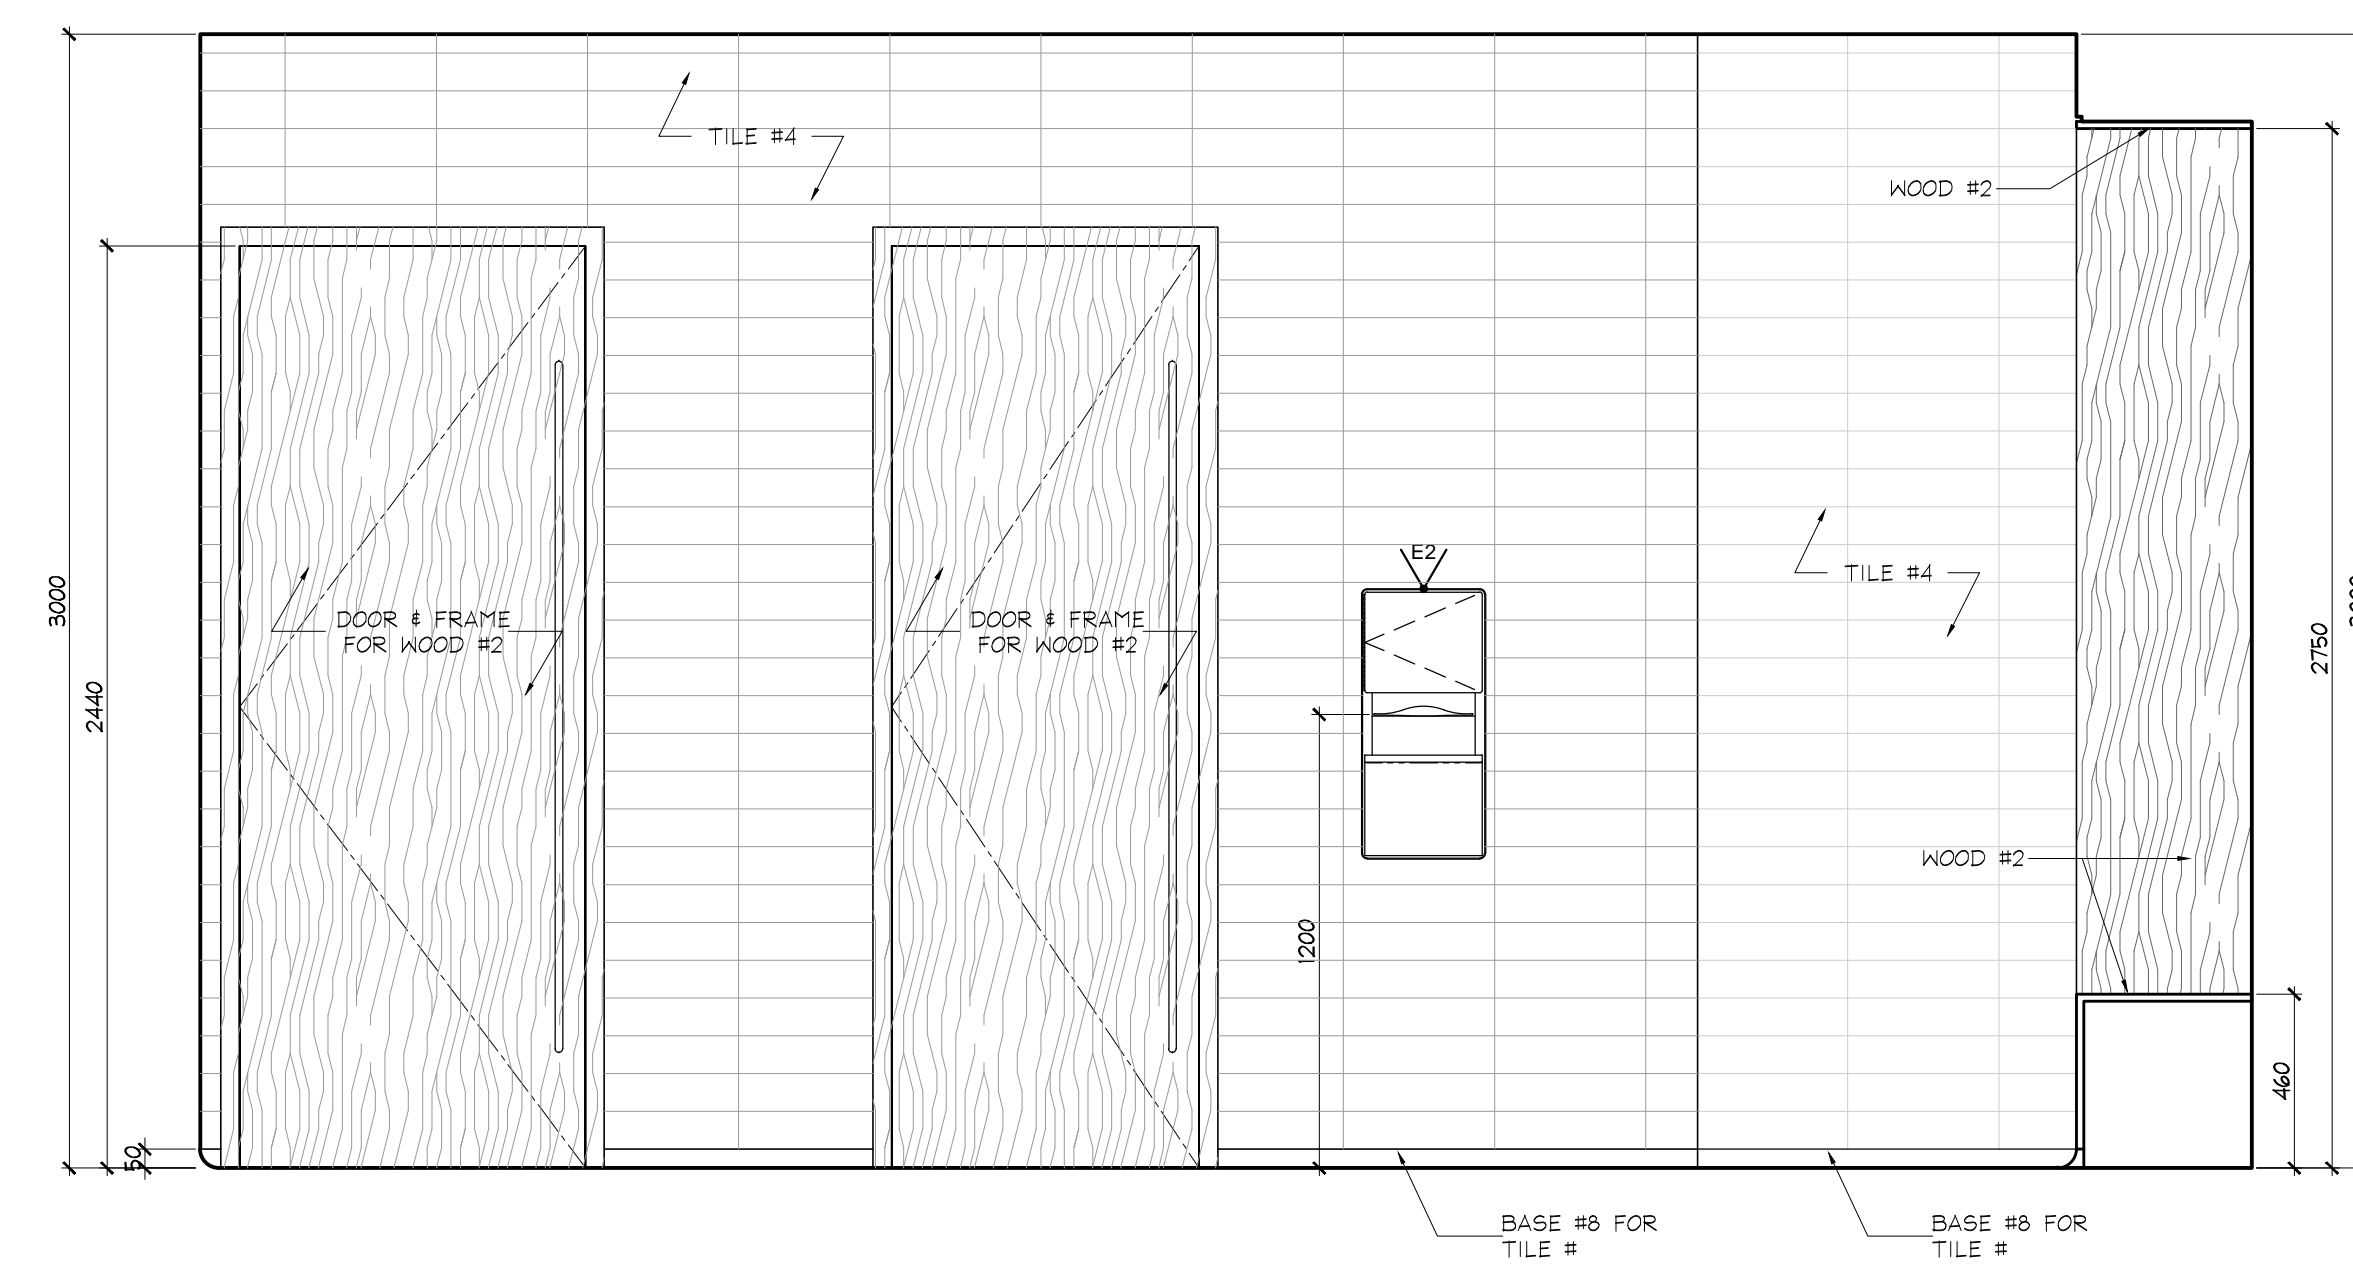 TILE #4
WOOD #2
E2
TILE #4
3000
DOOR & FRAME
FOR WOOD #2
DOOR & FRAME
FOR WOOD #2
2750
2440
WOOD #2
1200
460
50
BASE #8 FOR
TILE #
BASE #8 FOR
TILE #